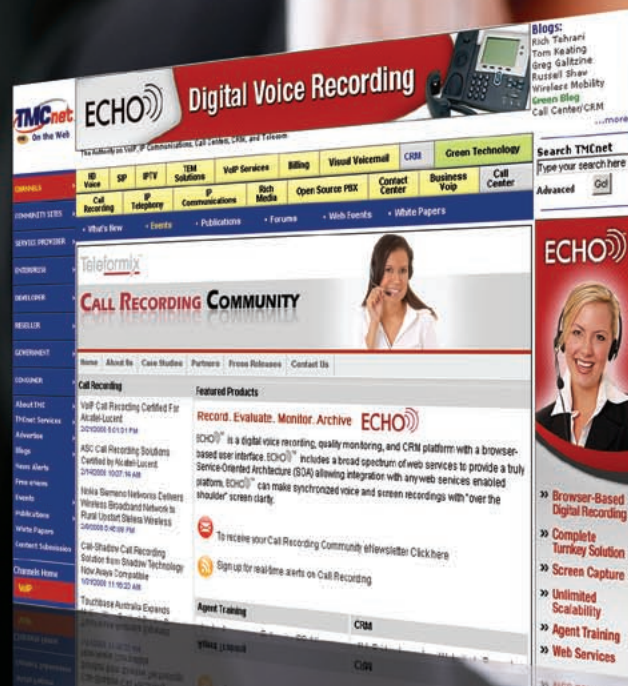 TMCnet
On the Web
ECHO
Digital Voice Recording
Blogs:
Rich Tehrani
Tom Keating
Greg Galitzine
Russell Shaw
Wireless Mobility
Green Blog
Call Center/CRM
...more
The Authority on VoIP, IP Communications, Call Center, CRM, and Telecom
HD Voice
SIP
IPTV
TEM Solutions
VoIP Services
Billing
Visual Voicemail
CRM
Green Technology
Call Recording
IP Telephony
IP Communications
Rich Media
Open Source PBX
Contact Center
Business VoIP
Call Center
Search TMCnet
Type your search here
Advanced
Go!
• What's New
• Events
• Publications
• Forums
• Web Events
• White Papers
CHANNELS
COMMUNITY SITES
SERVICE PROVIDER
ENTERPRISE
DEVELOPER
RESELLER
GOVERNMENT
CONSUMER
About TMC
TMCnet Services
Advertise
Blogs
News Alerts
Free eNews
Events
Publications
White Papers
Content Submission
Channels Home
VoIP
Teleformix
CALL RECORDING COMMUNITY
Home
About Us
Case Studies
Partners
Press Releases
Contact Us
Call Recording
VoIP Call Recording Certified For
Alcatel-Lucent
ASC Call Recording Solutions
Certified by Alcatel-Lucent
Nokia Siemens Networks Delivers
Wireless Broadband Network to
Rural Upstart Stelera Wireless
Call-Shadow Call Recording
Solution from Shadow Technology
Now Avaya Compatible
Touchbase Australia Expands
Featured Products
Record. Evaluate. Monitor. Archive ECHO
ECHO™ is a digital voice recording, quality monitoring, and CRM platform with a browser-
based user interface. ECHO™ includes a broad spectrum of web services to provide a truly
Service-Oriented Architecture (SOA) allowing integration with any web services enabled
platform. ECHO™ can make synchronized voice and screen recordings with "over the
shoulder" screen clarity.
To receive your Call Recording Community eNewsletter Click here
Sign up for real-time alerts on Call Recording
Agent Training
CRM
ECHO
» Browser-Based
Digital Recording
» Complete
Turnkey Solution
» Screen Capture
» Unlimited
Scalability
» Agent Training
» Web Services